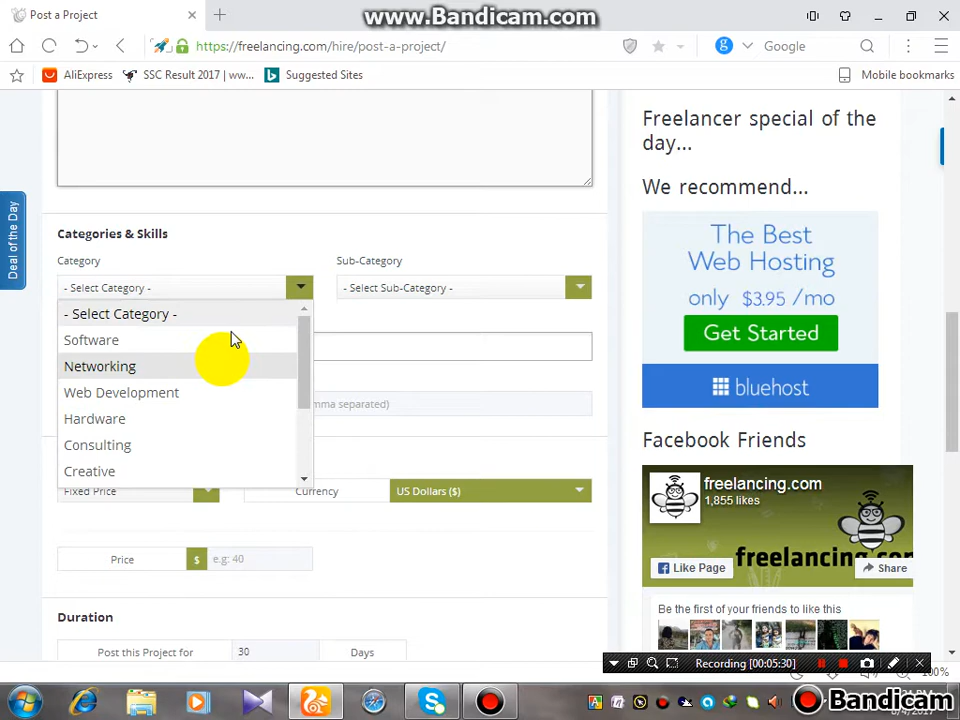 Post a Project
www.Bandicam.com
https://freelancing.com/hire/post-a-project/
Google
AliExpress
SSC Result 2017 | ww...
Suggested Sites
Mobile bookmarks
Deal of the Day
Freelancer special of the
day...
We recommend...
The Best
Web Hosting
only $3.95 /mo
Get Started
bluehost
Categories & Skills
Category
Sub-Category
- Select Category -
- Select Sub-Category -
- Select Category -
Software
Networking
Web Development
Hardware
Consulting
Creative
mma separated)
Fixed Price
Currency
US Dollars ($)
Price
$
e.g: 40
Duration
Post this Project for
30
Days
Facebook Friends
freelancing.com
1,855 likes
freelancing.com
Like Page
Share
Be the first of your friends to like this
Recording [00:05:30]
100%
Bandicam